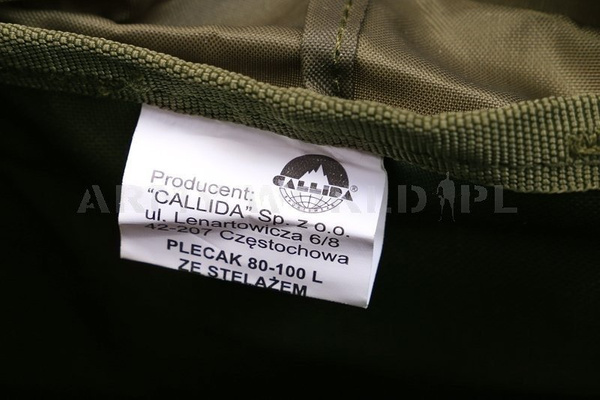 Producent:
CALLIDA
"CALLIDA" Sp. z o.o.
ul. Lenartowicza 6/8
42-207 Częstochowa
PLECAK 80-100 L
ZE STELAŻEM